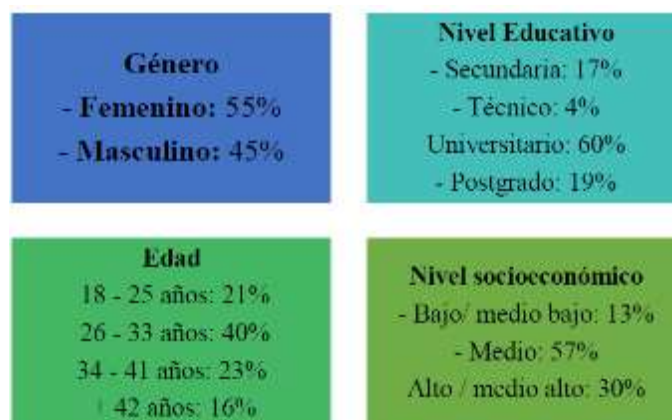 Género
- Femenino: 55%
- Masculino: 45%
Nivel Educativo
- Secundaria: 17%
- Técnico: 4%
Universitario: 60%
- Postgrado: 19%
Edad
18 - 25 años: 21%
26 - 33 años: 40%
34 - 41 años: 23%
+ 42 años: 16%
Nivel socioeconómico
- Bajo/ medio bajo: 13%
- Medio: 57%
Alto / medio alto: 30%